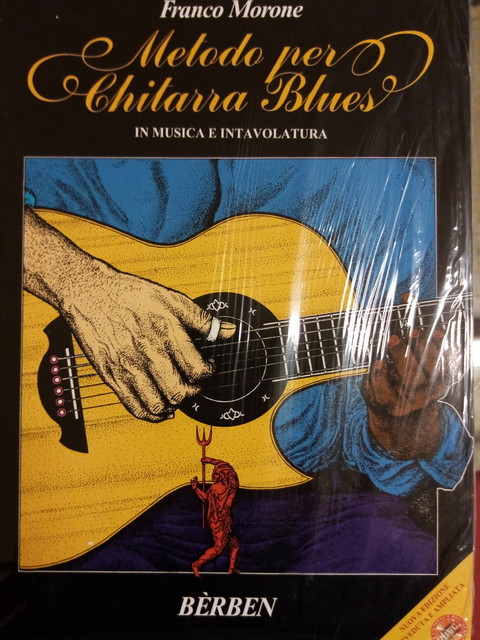 Franco Morone
Metodo per
Chitarra Blues
IN MUSICA E INTAVOLATURA
BÈRBEN
NUOVA EDIZIONE
RIVEDUTA E AMPLIATA